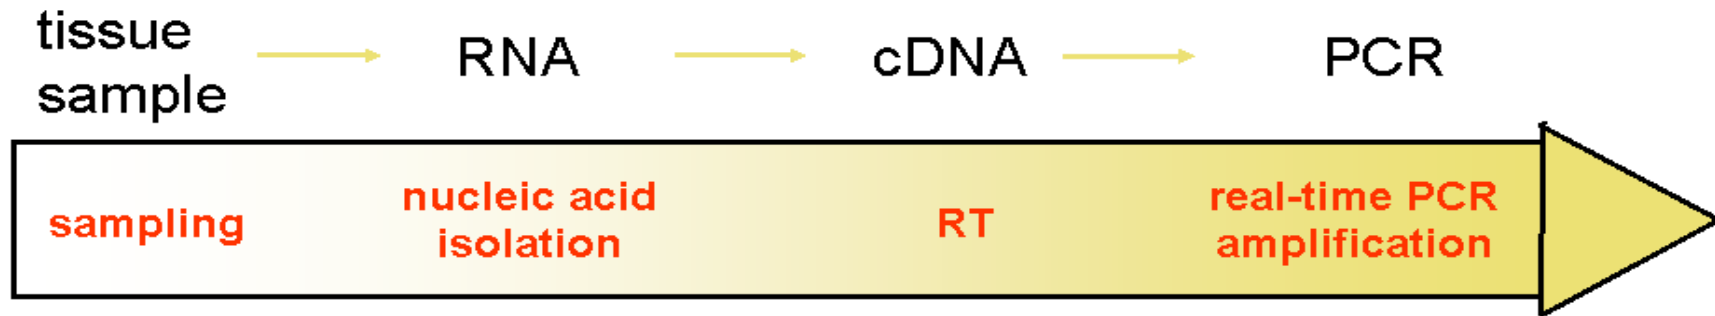 tissue
sample
RNA
cDNA
PCR
sampling
nucleic acid
isolation
RT
real-time PCR
amplification